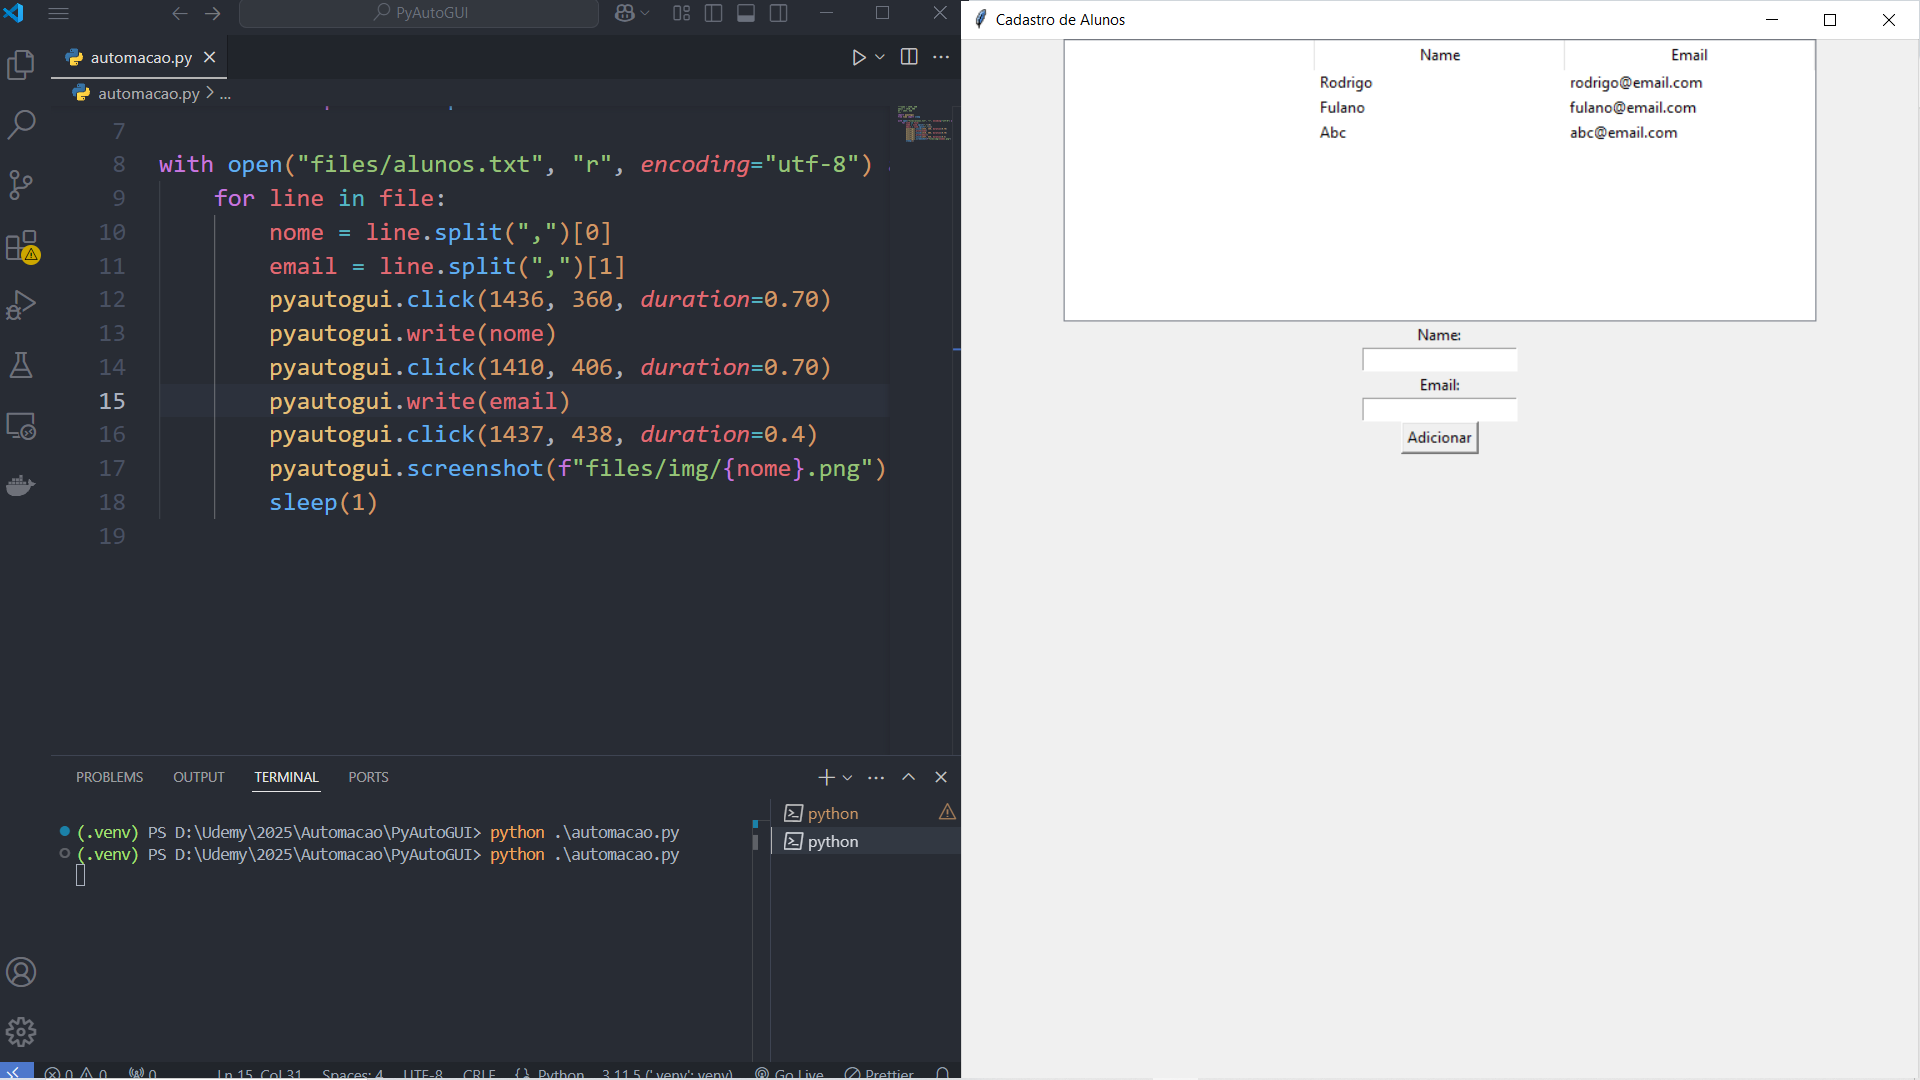 PyAutoGUI
automacao.py
automacao.py > ...
7
8 with open("files/alunos.txt", "r", encoding="utf-8")
9 for line in file:
10 nome = line.split(",")[0]
11 email = line.split(",")[1]
12 pyautogui.click(1436, 360, duration=0.70)
13 pyautogui.write(nome)
14 pyautogui.click(1410, 406, duration=0.70)
15 pyautogui.write(email)
16 pyautogui.click(1437, 438, duration=0.4)
17 pyautogui.screenshot(f"files/img/{nome}.png")
18 sleep(1)
19
PROBLEMS OUTPUT TERMINAL PORTS
(.venv) PS D:\Udemy\2025\Automacao\PyAutoGUI> python .\automacao.py
(.venv) PS D:\Udemy\2025\Automacao\PyAutoGUI> python .\automacao.py
python
python
0 0 0 Ln 15, Col 31 Spaces: 4 UTF-8 CRLF {} Python 3.11.5 ('.venv': venv) Go Live Prettier
Cadastro de Alunos
Name Email
Rodrigo rodrigo@email.com
Fulano fulano@email.com
Abc abc@email.com
Name:
Email:
Adicionar